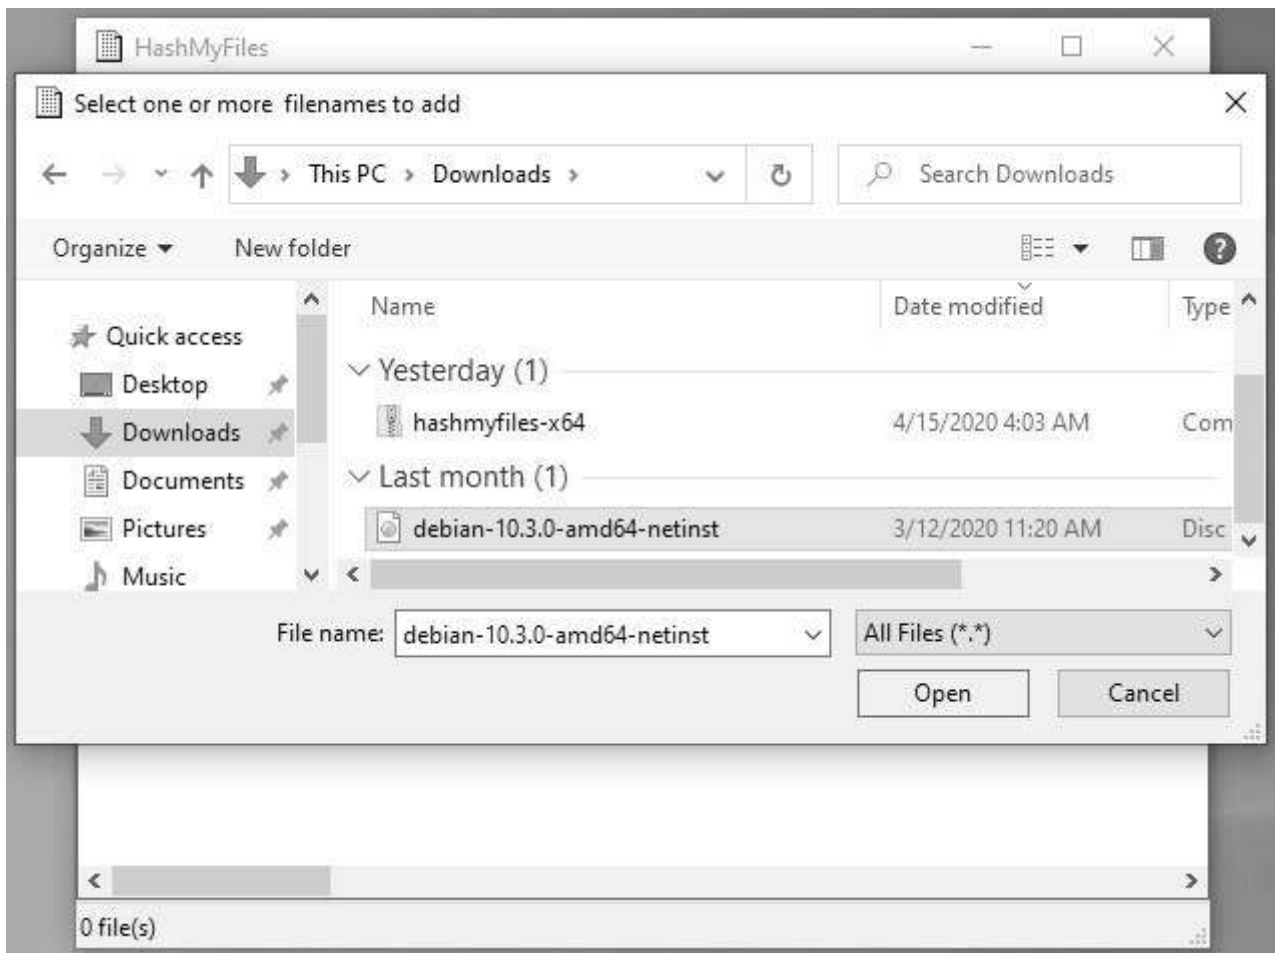 HashMyFiles
Select one or more filenames to add
This PC > Downloads > Search Downloads
Organize New folder
Name Date modified Type
Quick access
Yesterday (1)
Desktop
hashmyfiles-x64 4/15/2020 4:03 AM Com
Downloads
Last month (1)
Documents
debian-10.3.0-amd64-netinst 3/12/2020 11:20 AM Disc
Pictures
Music
File name: debian-10.3.0-amd64-netinst All Files (*.*)
Open Cancel
0 file(s)